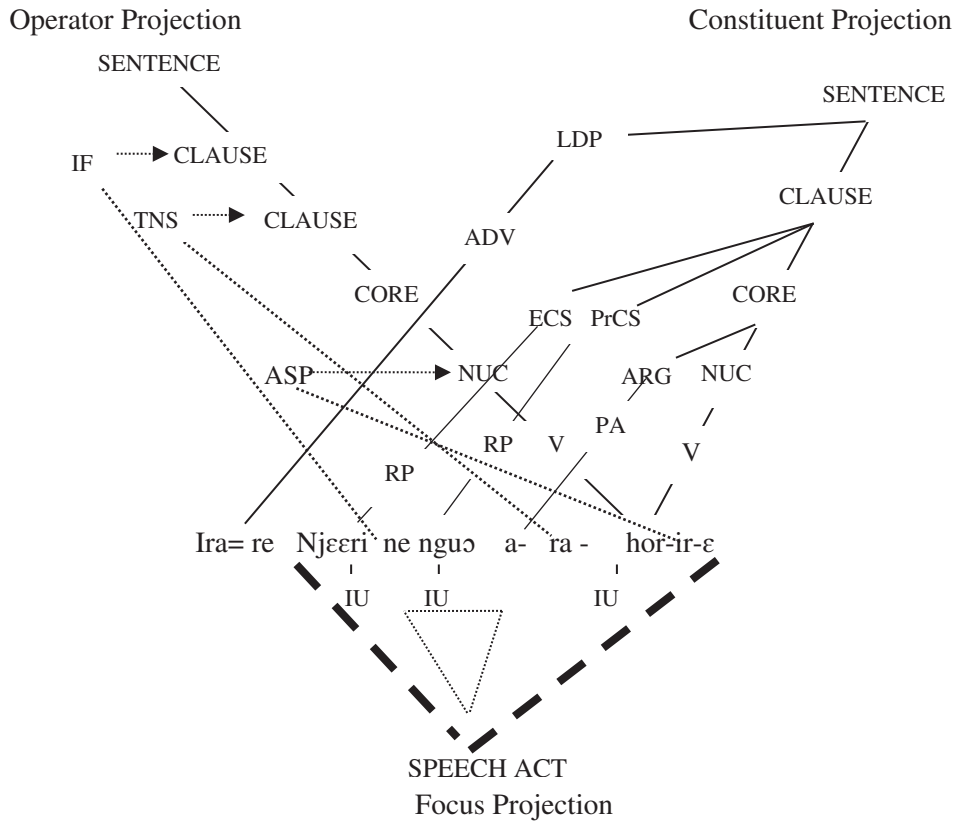 Operator Projection Constituent Projection
SENTENCE
SENTENCE
LDP
IF CLAUSE
CLAUSE
TNS CLAUSE
ADV
CORE CORE
ECS PrCS
ASP NUC ARG NUC
PA
RP V
V
RP
Ira= re Njɛɛri ne nguɔ a- ra - hor-ir-ɛ
IU IU IU
SPEECH ACT
Focus Projection